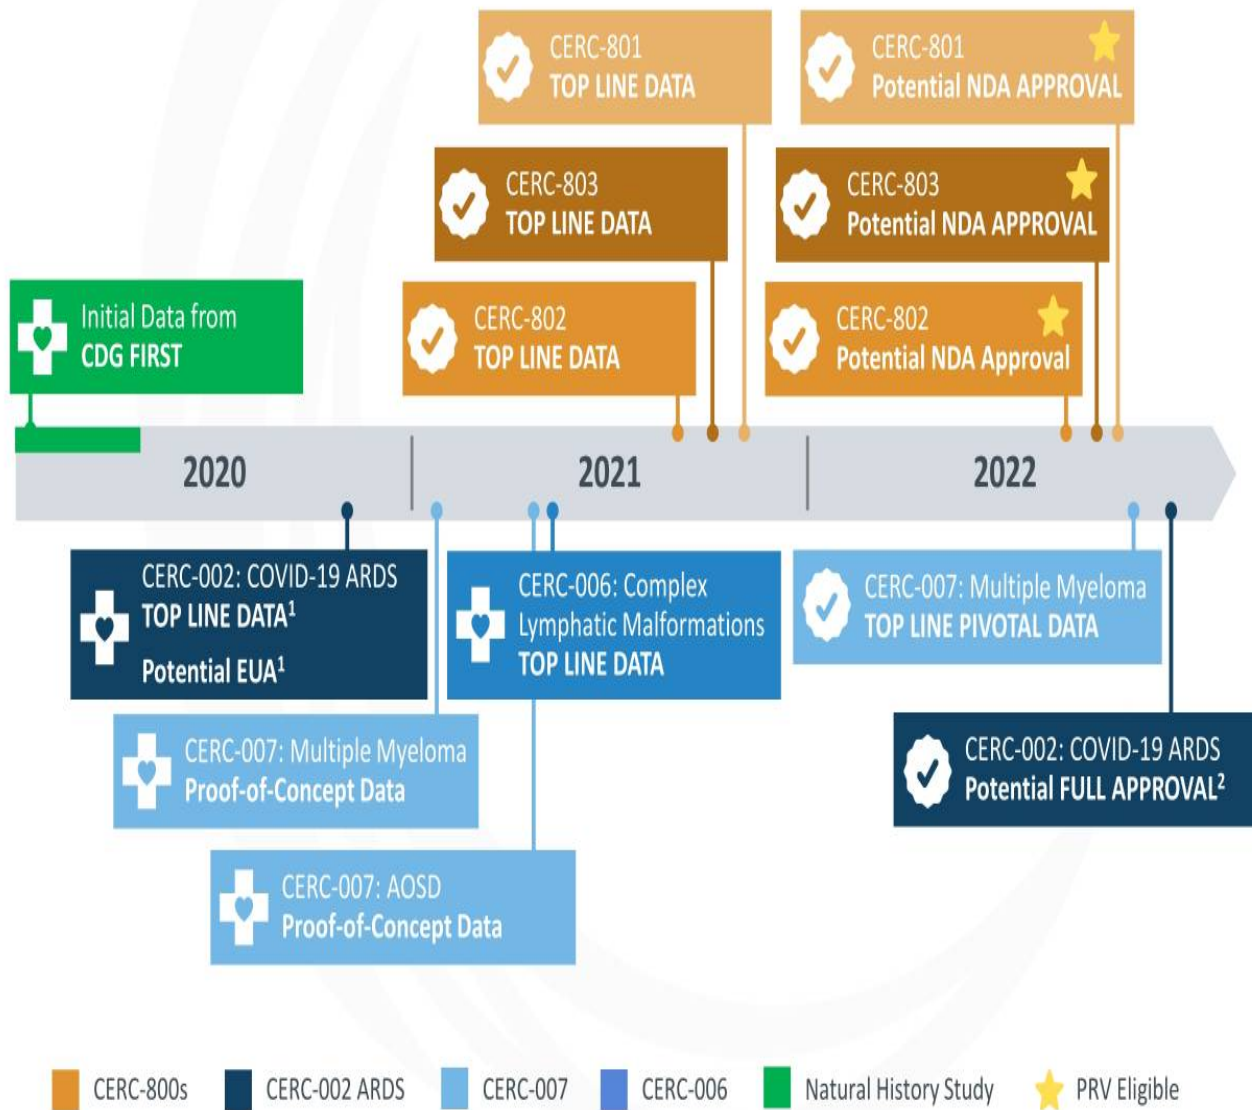 CERC-801
TOP LINE DATA
CERC-801
Potential NDA APPROVAL
CERC-803
TOP LINE DATA
CERC-803
Potential NDA APPROVAL
Initial Data from
CDG FIRST
CERC-802
TOP LINE DATA
CERC-802
Potential NDA Approval
2020
2021
2022
CERC-002: COVID-19 ARDS
TOP LINE DATA¹
Potential EUA¹
CERC-006: Complex
Lymphatic Malformations
TOP LINE DATA
CERC-007: Multiple Myeloma
TOP LINE PIVOTAL DATA
CERC-007: Multiple Myeloma
Proof-of-Concept Data
CERC-002: COVID-19 ARDS
Potential FULL APPROVAL²
CERC-007: AOSD
Proof-of-Concept Data
CERC-800s
CERC-002 ARDS
CERC-007
CERC-006
Natural History Study
PRV Eligible